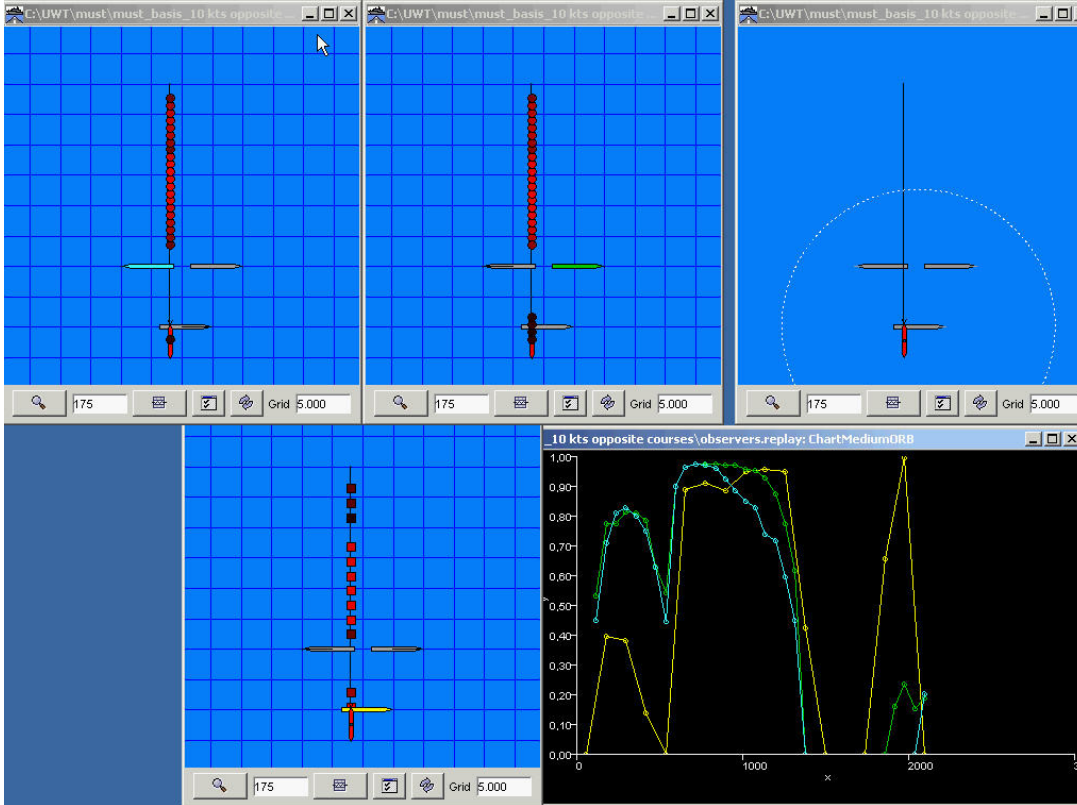 C:\UWT\must\must_basis_10 kts opposite ...
C:\UWT\must\must_basis_10 kts opposite ...
C:\UWT\must\must_basis_10 kts opposite ...
175 Grid 5.000
175 Grid 5.000
175 Grid 5.000
_10 kts opposite courses\observers.replay: ChartMediumORB
1,00
0,90
0,80
0,70
0,60
0,50
0,40
0,30
0,20
0,10
0,00
0 1000 2000 3
x
175 Grid 5.000